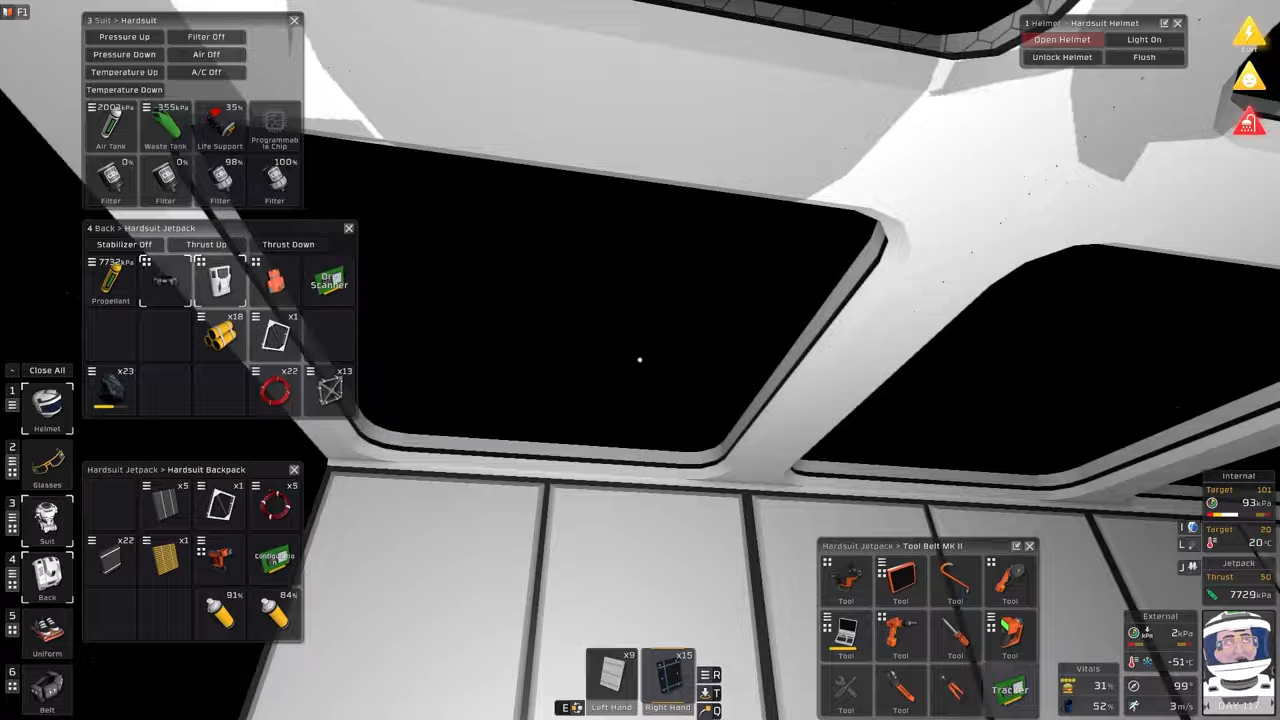 F1
3 Suit > Hardsuit
Pressure Up
Filter Off
Pressure Down
Air Off
Temperature Up
A/C Off
Temperature Down
35%
Air Tank
Waste Tank
Life Support
Programmab
le Chip
0%
0%
98%
100%
Filter
Filter
Filter
Filter
4 Back > Hardsuit Jetpack
Stabilizer Off
Thrust Up
Thrust Down
Propellant
Scanner
x18
x1
x23
x22
x13
Hardsuit Jetpack > Hardsuit Backpack
x5
x1
x5
x22
x1
91%
84%
Close All
1
Helmet
2
Glasses
3
Suit
4
Back
5
Uniform
6
Belt
1 Helmet > Hardsuit Helmet
Open Helmet
Light On
Unlock Helmet
Flush
SUIT
Hardsuit Jetpack > Tool Belt MK II
Tool
Tool
Tool
Tool
Tool
Tool
Tool
Tool
Tool
Tool
Tool
Tracker
x9
x15
R
T
Q
E
Left Hand
Right Hand
Internal
Target 101
93kPa
Target 20
20°C
Jetpack
Thrust 50
7729kPa
I
L
J
External
kPa
2kPa
-51°C
99°
3m/s
Vitals
31%
52%
DAY 117